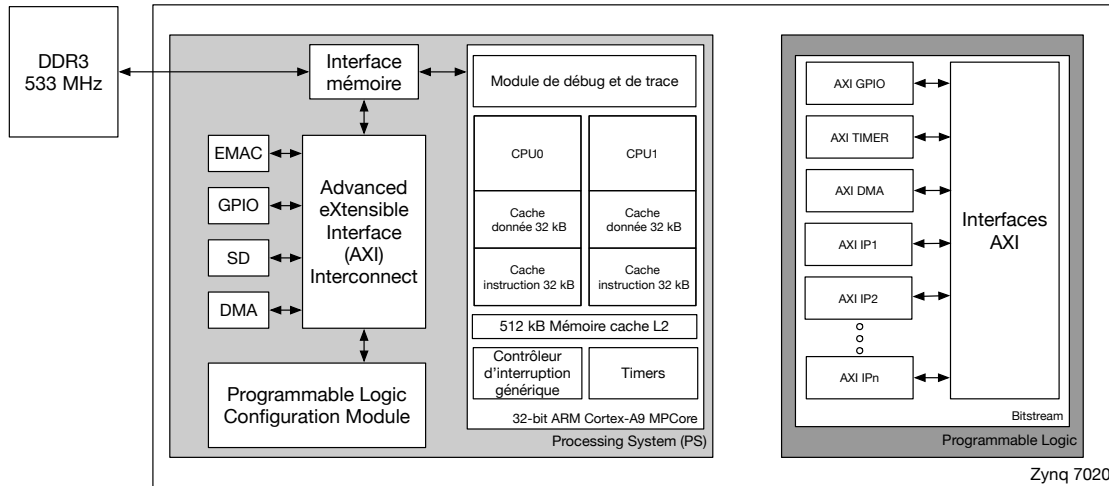 DDR3
533 MHz
Interface
mémoire
Module de débug et de trace
EMAC
GPIO
SD
DMA
Advanced
eXtensible
Interface
(AXI)
Interconnect
CPU0
CPU1
Cache
donnée 32 kB
Cache
donnée 32 kB
Cache
instruction 32 kB
Cache
instruction 32 kB
512 kB Mémoire cache L2
Contrôleur
d'interruption
générique
Timers
32-bit ARM Cortex-A9 MPCore
Programmable Logic
Configuration Module
Processing System (PS)
AXI GPIO
AXI TIMER
AXI DMA
AXI IP1
AXI IP2
AXI IPn
Interfaces
AXI
Bitstream
Programmable Logic
Zynq 7020